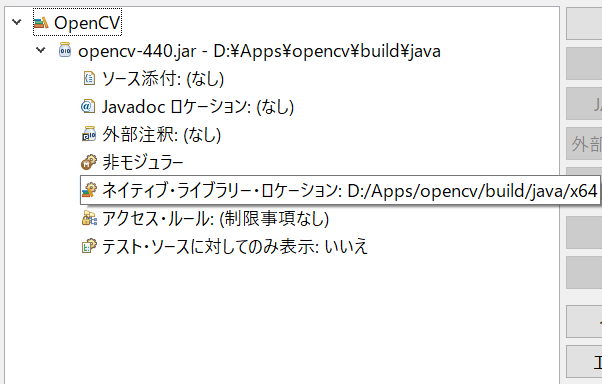 OpenCV
opencv-440.jar - D:¥Apps¥opencv¥build¥java
ソース添付: (なし)
Javadoc ロケーション: (なし)
外部注釈: (なし)
非モジュラー
ネイティブ・ライブラリー・ロケーション: D:/Apps/opencv/build/java/x64
アクセス・ルール: (制限事項なし)
テスト・ソースに対してのみ表示: いいえ
外部